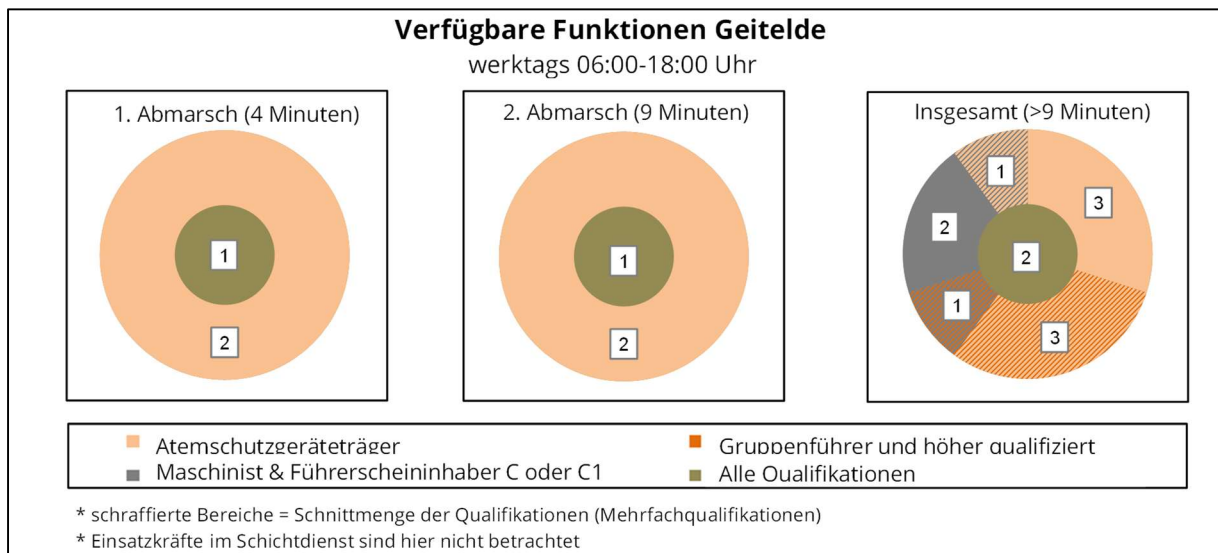 Verfügbare Funktionen Geitelde
werktags 06:00-18:00 Uhr
1. Abmarsch (4 Minuten)
1
2
2. Abmarsch (9 Minuten)
1
2
Insgesamt (>9 Minuten)
1
3
2
2
1
3
Atemschutzgeräteträger
Gruppenführer und höher qualifiziert
Maschinist & Führerscheininhaber C oder C1
Alle Qualifikationen
* schraffierte Bereiche = Schnittmenge der Qualifikationen (Mehrfachqualifikationen)
* Einsatzkräfte im Schichtdienst sind hier nicht betrachtet